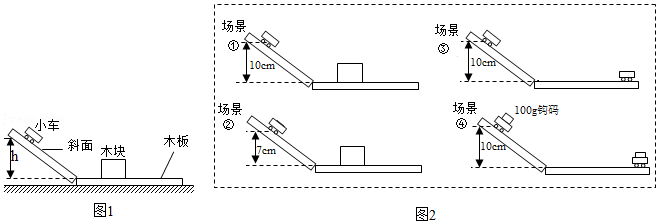 小车
斜面
h
木块
木板
图1
场景
①
10cm
场景
②
7cm
场景
③
10cm
场景
④
100g钩码
10cm
图2